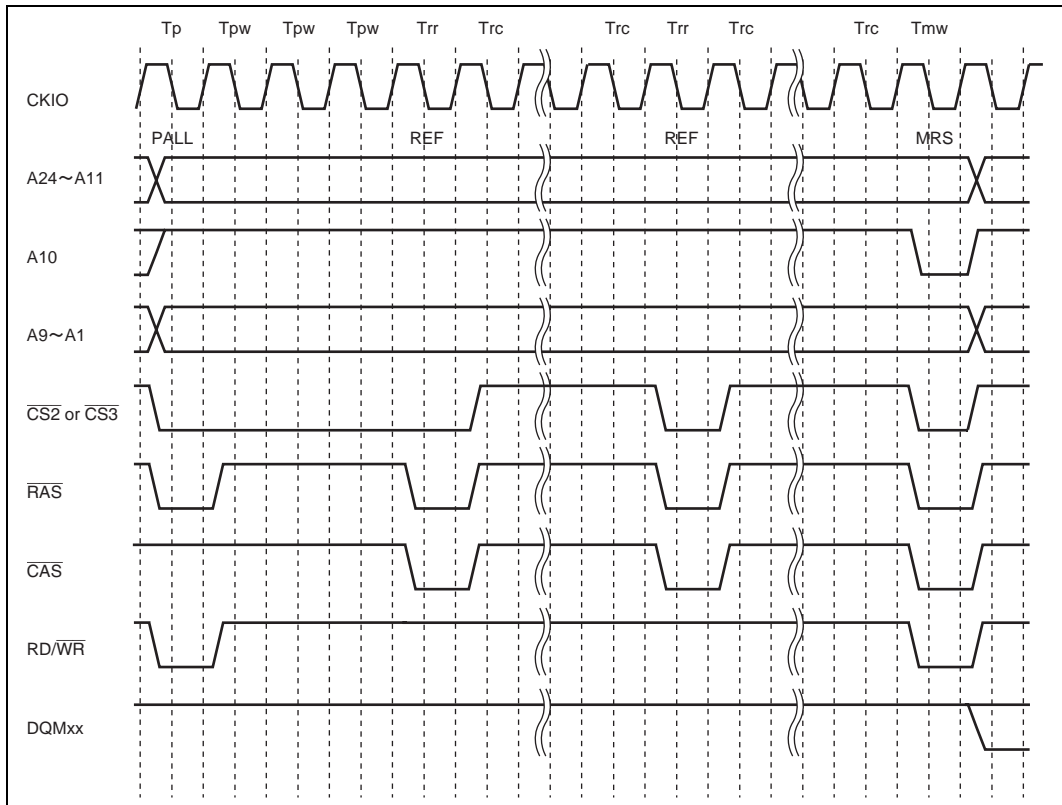 Tp Tpw Tpw Tpw Trr Trc Trc Trr Trc Trc Tmw
CKIO
PALL REF REF MRS
A24～A11
A10
A9～A1
CS2 or CS3
RAS
CAS
RD/WR
DQMxx